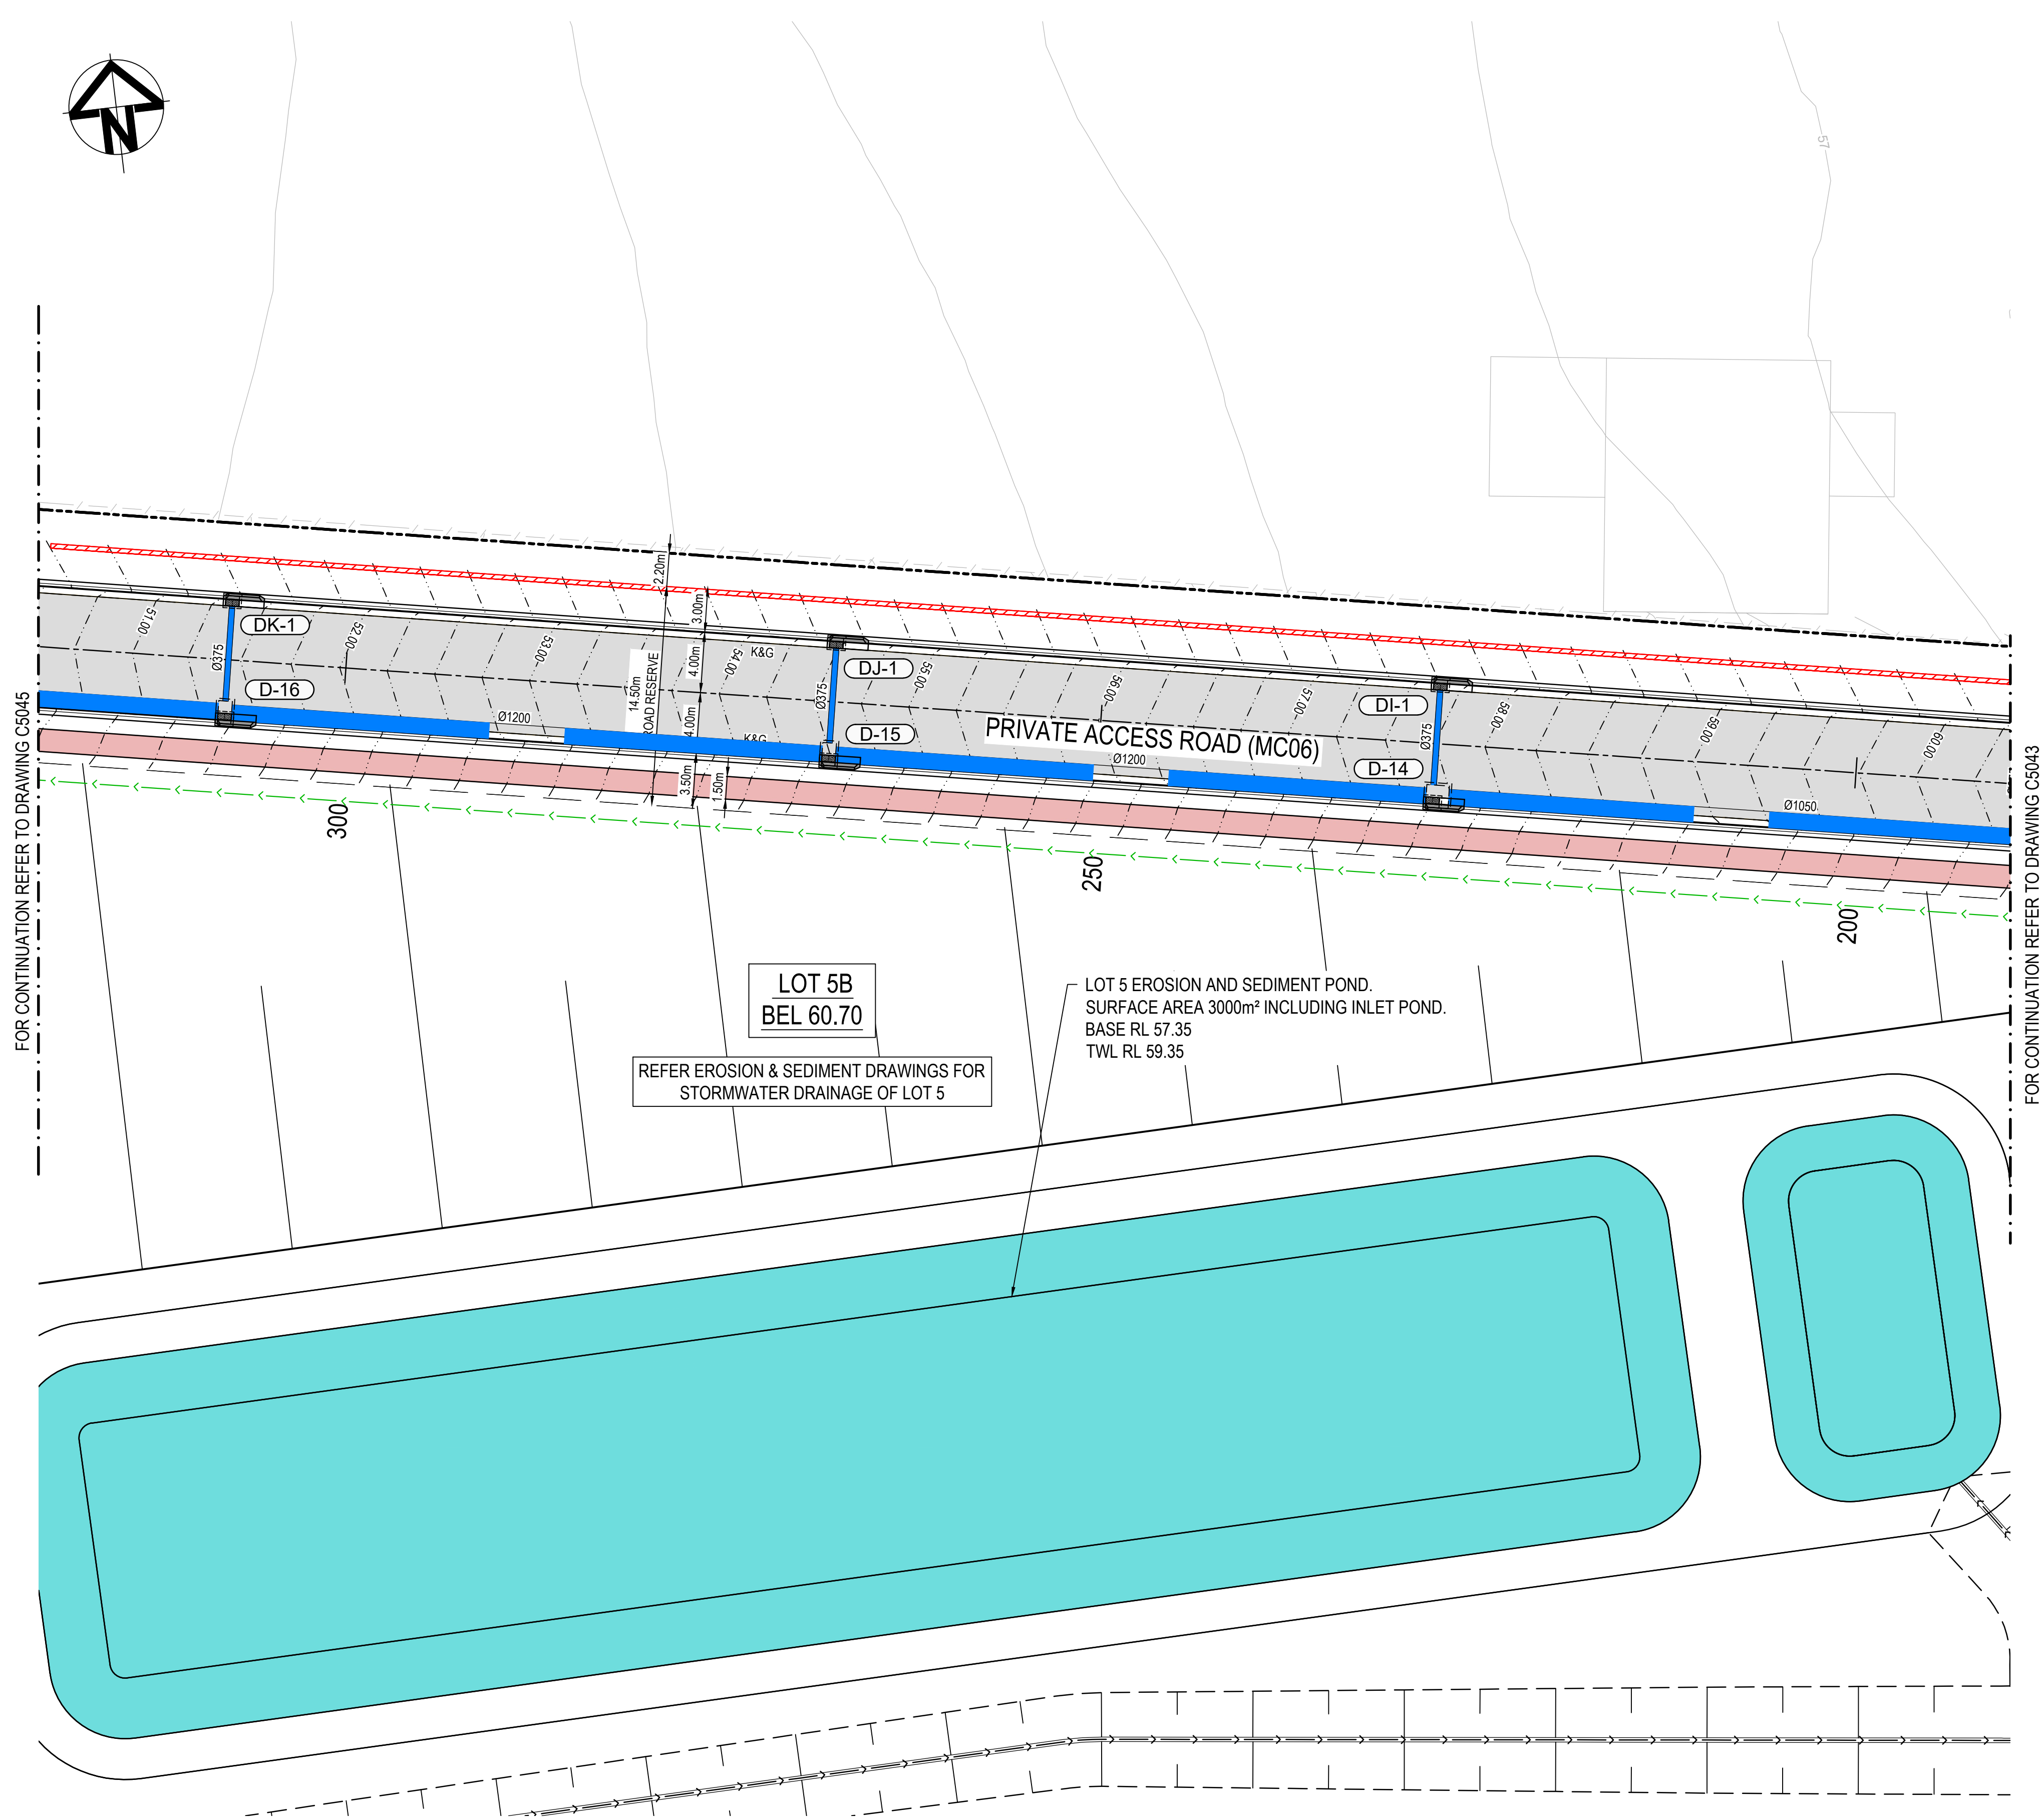 N
57
FOR CONTINUATION REFER TO DRAWING C5045
FOR CONTINUATION REFER TO DRAWING C5043
2.20m
3.00m
4.00m
14.50m
ROAD RESERVE
4.00m
3.50m
1.50m
51.00
52.00
53.00
54.00
55.00
56.00
57.00
58.00
59.00
60.00
K&G
K&G
DK-1
Ø375
D-16
Ø1200
DJ-1
Ø375
D-15
PRIVATE ACCESS ROAD (MC06)
Ø1200
DI-1
Ø375
D-14
Ø1050
300
250
200
LOT 5B
BEL 60.70
REFER EROSION & SEDIMENT DRAWINGS FOR
STORMWATER DRAINAGE OF LOT 5
LOT 5 EROSION AND SEDIMENT POND.
SURFACE AREA 3000m² INCLUDING INLET POND.
BASE RL 57.35
TWL RL 59.35